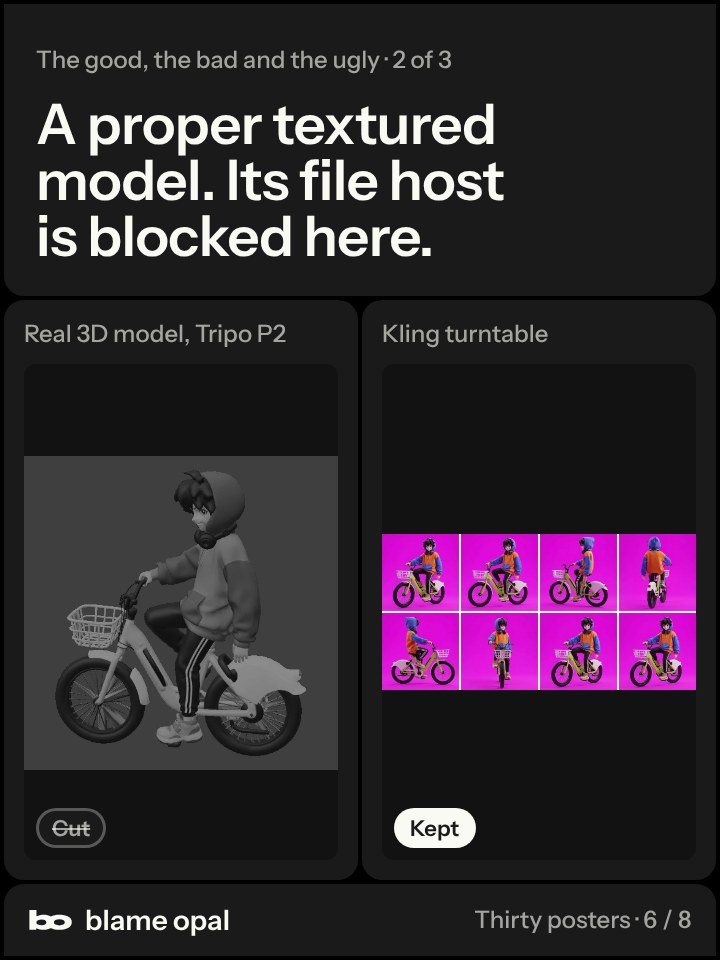 The good, the bad and the ugly · 2 of 3
A proper textured
model. Its file host
is blocked here.
Real 3D model, Tripo P2
Kling turntable
Cut
Kept
bo blame opal
Thirty posters · 6 / 8